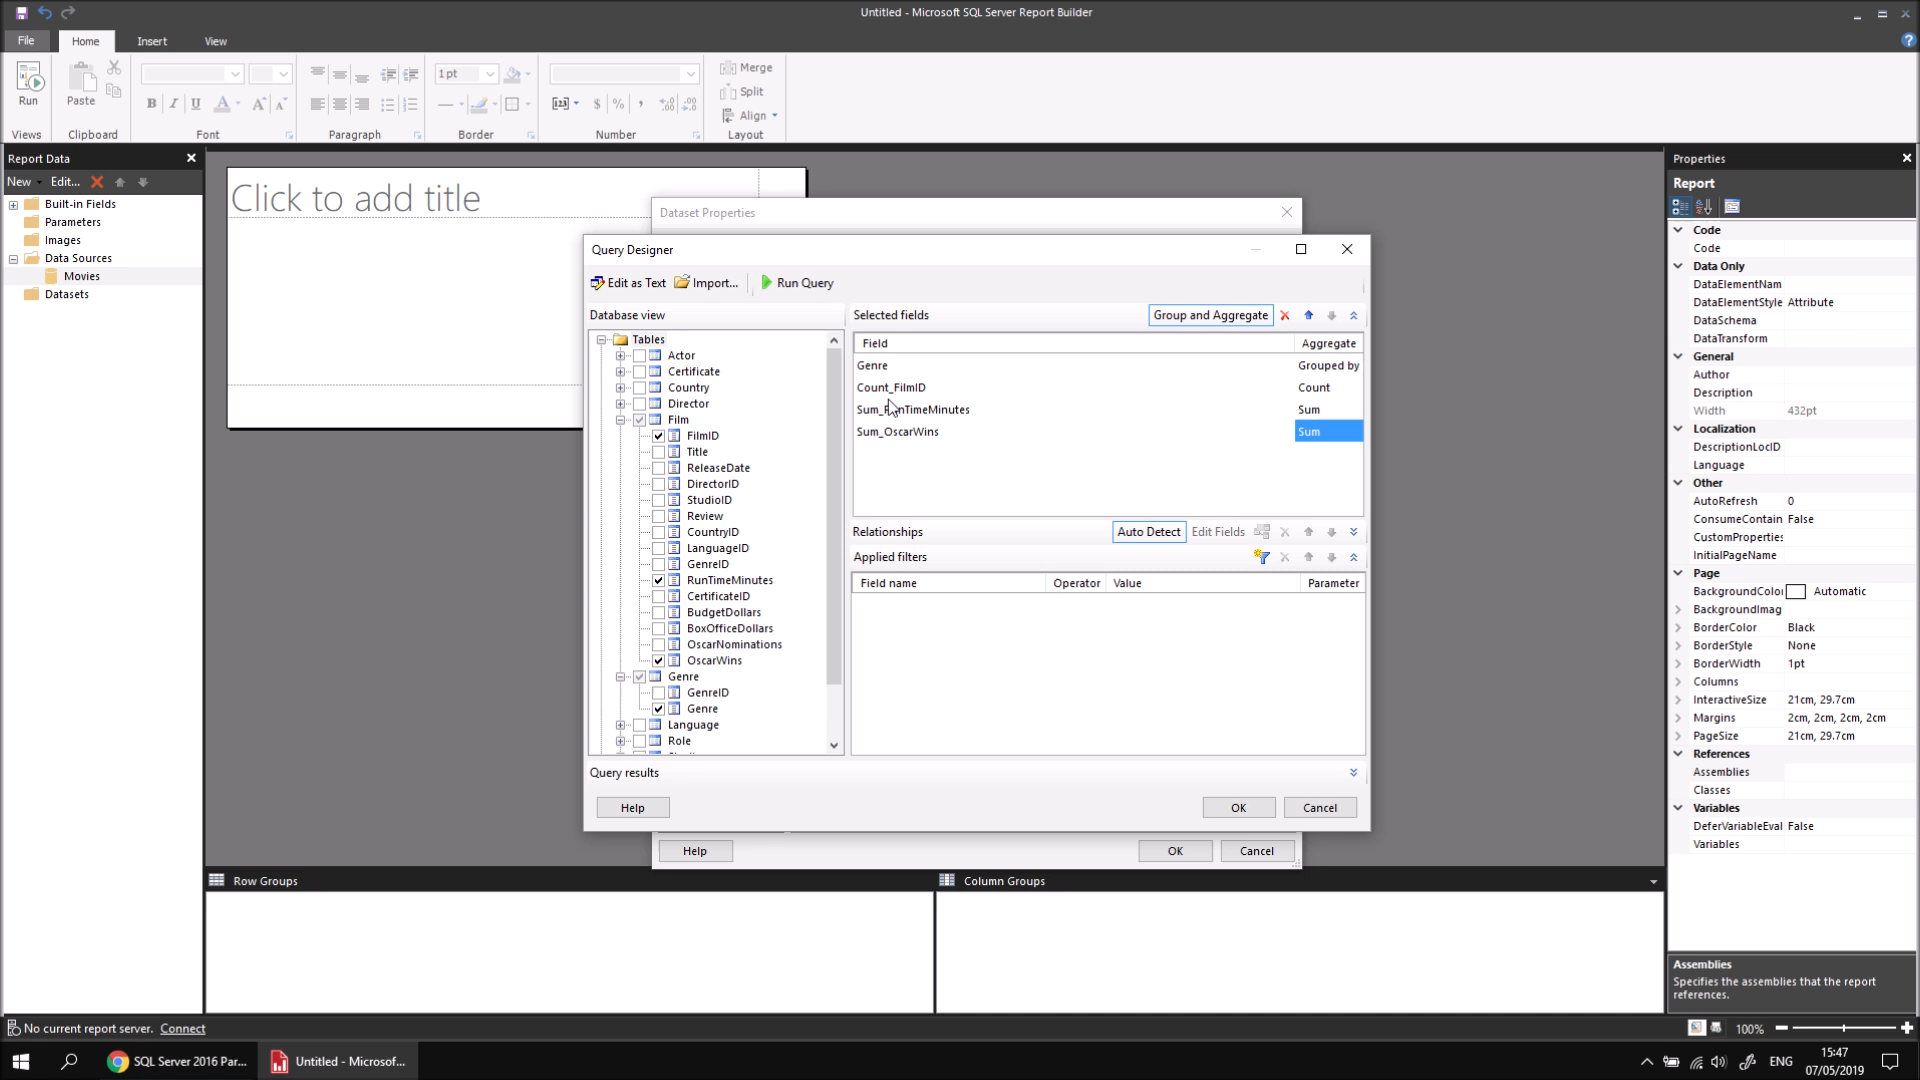 Untitled - Microsoft SQL Server Report Builder
File
Home
Insert
View
Run
Paste
1 pt
Merge
Split
Align
Views
Clipboard
Font
Paragraph
Border
Number
Layout
Report Data
New
Edit...
Built-in Fields
Parameters
Images
Data Sources
Movies
Datasets
Click to add title
Dataset Properties
Query Designer
Edit as Text
Import...
Run Query
Database view
Tables
Actor
Certificate
Country
Director
Film
FilmID
Title
ReleaseDate
DirectorID
StudioID
Review
CountryID
LanguageID
GenreID
RunTimeMinutes
CertificateID
BudgetDollars
BoxOfficeDollars
OscarNominations
OscarWins
Genre
GenreID
Genre
Language
Role
Selected fields
Group and Aggregate
Field
Aggregate
Genre
Grouped by
Count_FilmID
Count
Sum_RunTimeMinutes
Sum
Sum_OscarWins
Sum
Relationships
Auto Detect
Edit Fields
Applied filters
Field name
Operator
Value
Parameter
Query results
Help
OK
Cancel
Help
OK
Cancel
Row Groups
Column Groups
Properties
Report
Code
Code
Data Only
DataElementNam
DataElementStyle Attribute
DataSchema
DataTransform
General
Author
Description
Width 432pt
Localization
DescriptionLocID
Language
Other
AutoRefresh 0
ConsumeContain False
CustomProperties
InitialPageName
Page
BackgroundColor Automatic
BackgroundImag
BorderColor Black
BorderStyle None
BorderWidth 1pt
Columns
InteractiveSize 21cm, 29.7cm
Margins 2cm, 2cm, 2cm, 2cm
PageSize 21cm, 29.7cm
References
Assemblies
Classes
Variables
DeferVariableEval False
Variables
Assemblies
Specifies the assemblies that the report
references.
No current report server. Connect
100%
SQL Server 2016 Par...
Untitled - Microsof...
ENG
15:47
07/05/2019